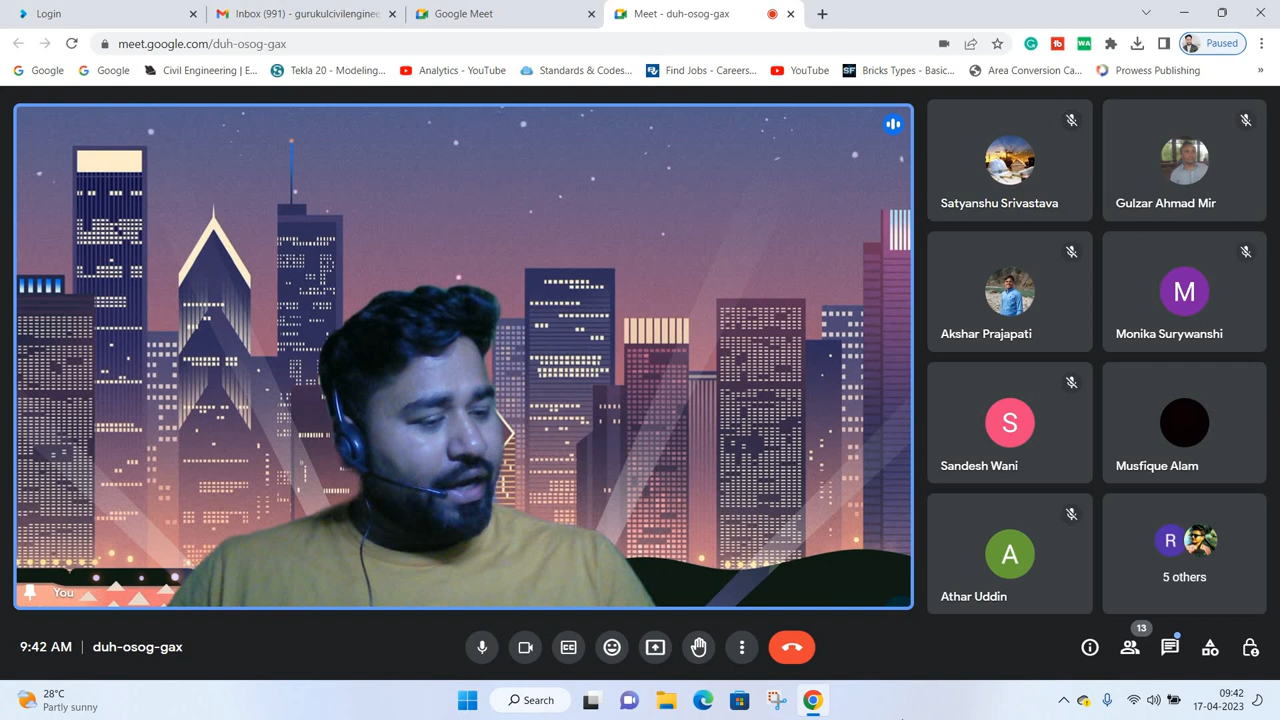 Login
Inbox (991) - gurukulcivilenginee
Google Meet
Meet - duh-osog-gax
meet.google.com/duh-osog-gax
Paused
Google
Google
Civil Engineering | E...
Tekla 20 - Modeling...
Analytics - YouTube
Standards & Codes...
Find Jobs - Careers...
YouTube
SF
Bricks Types - Basic...
Area Conversion Ca...
Prowess Publishing
»
Satyanshu Srivastava
Gulzar Ahmad Mir
Akshar Prajapati
M
Monika Surywanshi
S
Sandesh Wani
Musfique Alam
A
Athar Uddin
R
5 others
You
9:42 AM | duh-osog-gax
CC
13
28°C
Partly sunny
Search
09:42
17-04-2023